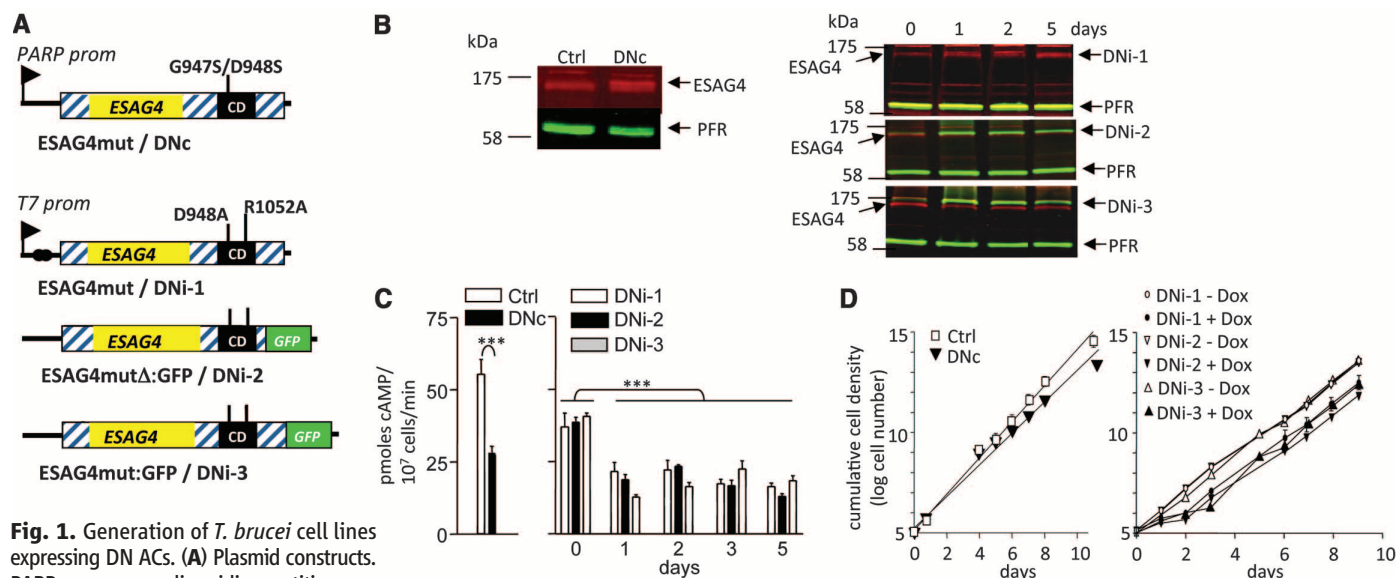 A
PARP prom
G947S/D948S
ESAG4
CD
ESAG4mut / DNc
T7 prom
D948A
R1052A
ESAG4
CD
ESAG4mut / DNi-1
ESAG4
CD
GFP
ESAG4mutΔ:GFP / DNi-2
ESAG4
CD
GFP
ESAG4mut:GFP / DNi-3
Fig. 1. Generation of T. brucei cell lines
expressing DN ACs. (A) Plasmid constructs.
B
kDa
Ctrl DNc
175
ESAG4
58
PFR
kDa
0 1 2 5 days
175
ESAG4
DNi-1
58
PFR
175
ESAG4
DNi-2
58
PFR
175
ESAG4
DNi-3
58
PFR
C
Ctrl
DNc
DNi-1
DNi-2
DNi-3
pmoles cAMP/
10⁷ cells/min
75
50
25
0
***
***
0 1 2 3 5
days
D
cumulative cell density
(log cell number)
15
10
5
Ctrl
DNc
0 2 4 6 8 10
days
DNi-1 - Dox
DNi-1 + Dox
DNi-2 - Dox
DNi-2 + Dox
DNi-3 - Dox
DNi-3 + Dox
15
10
5
0 2 4 6 8 10
days